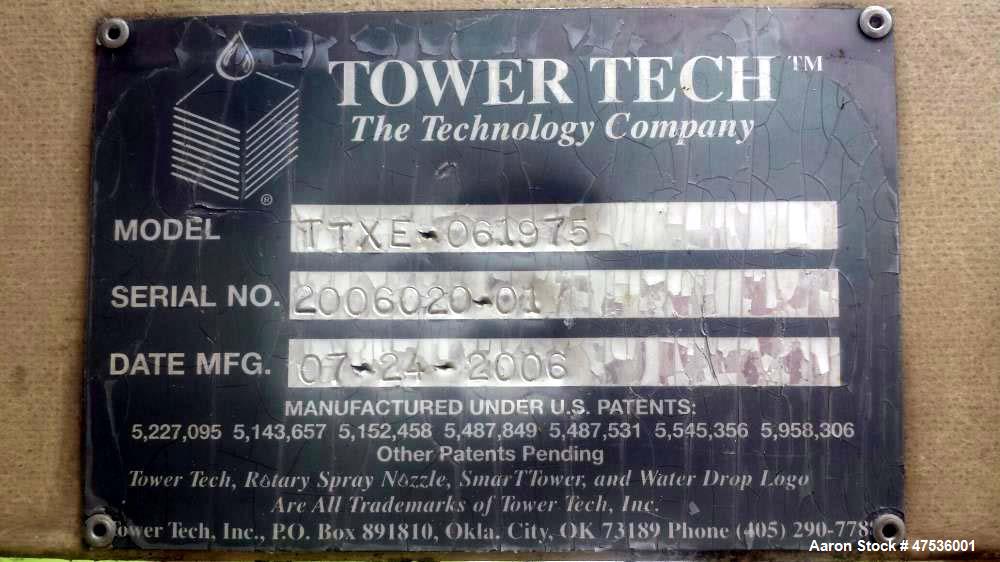 TOWER TECH™
The Technology Company
®
MODEL TTXE-061975
SERIAL NO. 2006020-01
DATE MFG. 07-24-2006
MANUFACTURED UNDER U.S. PATENTS:
5,227,095 5,143,657 5,152,458 5,487,849 5,487,531 5,545,356 5,958,306
Other Patents Pending
Tower Tech, Rotary Spray Nozzle, SmarTTower, and Water Drop Logo
Are All Trademarks of Tower Tech, Inc.
Tower Tech, Inc., P.O. Box 891810, Okla. City, OK 73189 Phone (405)
Aaron Stock # 47536001